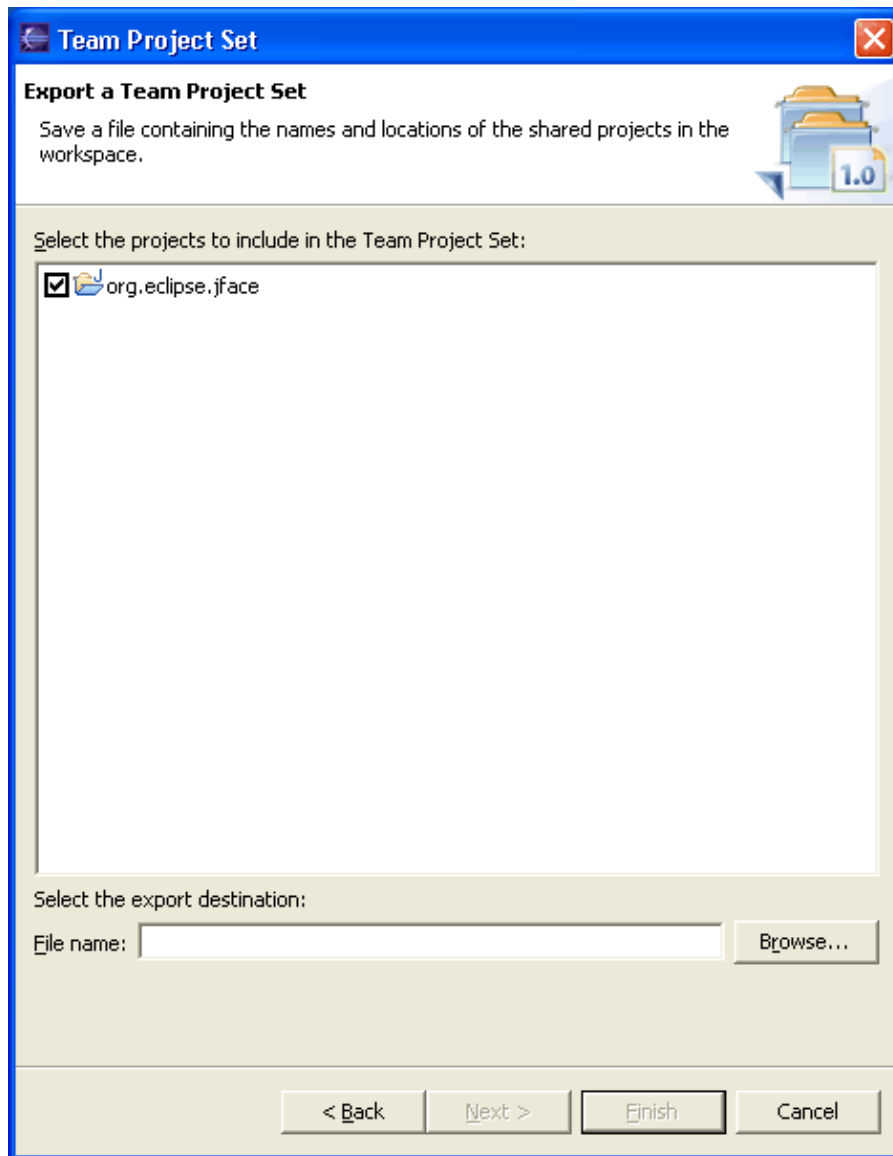 Team Project Set
Export a Team Project Set
Save a file containing the names and locations of the shared projects in the
workspace.
1.0
Select the projects to include in the Team Project Set:
org.eclipse.jface
Select the export destination:
File name:
Browse...
< Back
Next >
Finish
Cancel